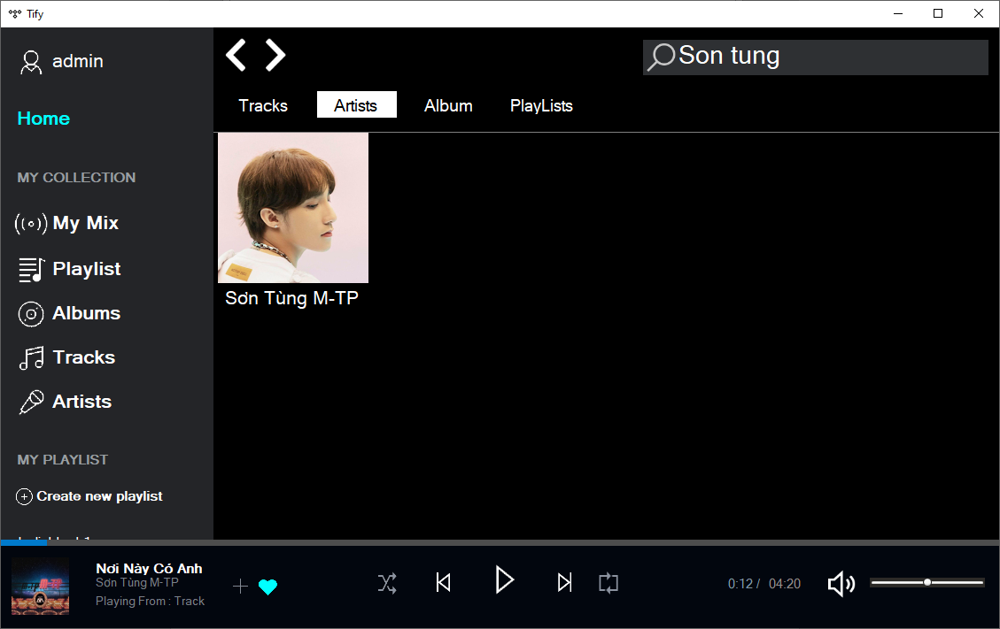 Tify
admin
Son tung
Home
Tracks
Artists
Album
PlayLists
MY COLLECTION
My Mix
Playlist
Albums
Tracks
Artists
Sơn Tùng M-TP
MY PLAYLIST
Create new playlist
Nơi Này Có Anh
Sơn Tùng M-TP
Playing From : Track
0:12 / 04:20